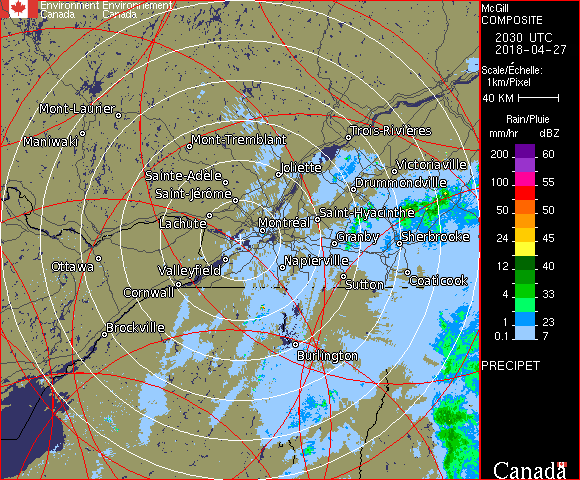 Environment Environnement
Canada Canada
McGill
COMPOSITE
2030 UTC
2018-04-27
Scale/Échelle:
1km/Pixel
40 KM
Rain/Pluie
mm/hr dBZ
200 60
150 57
100 55
50 50
24 45
12 40
4 33
1 23
0.1 7
PRECIPET
Canada
Mont-Laurier
Maniwaki
Mont-Tremblant
Trois-Rivières
Joliette
Victoriaville
Sainte-Adèle
Drummondville
Saint-Jérôme
Lachute
Saint-Hyacinthe
Montréal
Granby
Sherbrooke
Ottawa
Valleyfield
Napierville
Cornwall
Sutton
Coaticook
Brockville
Burlington